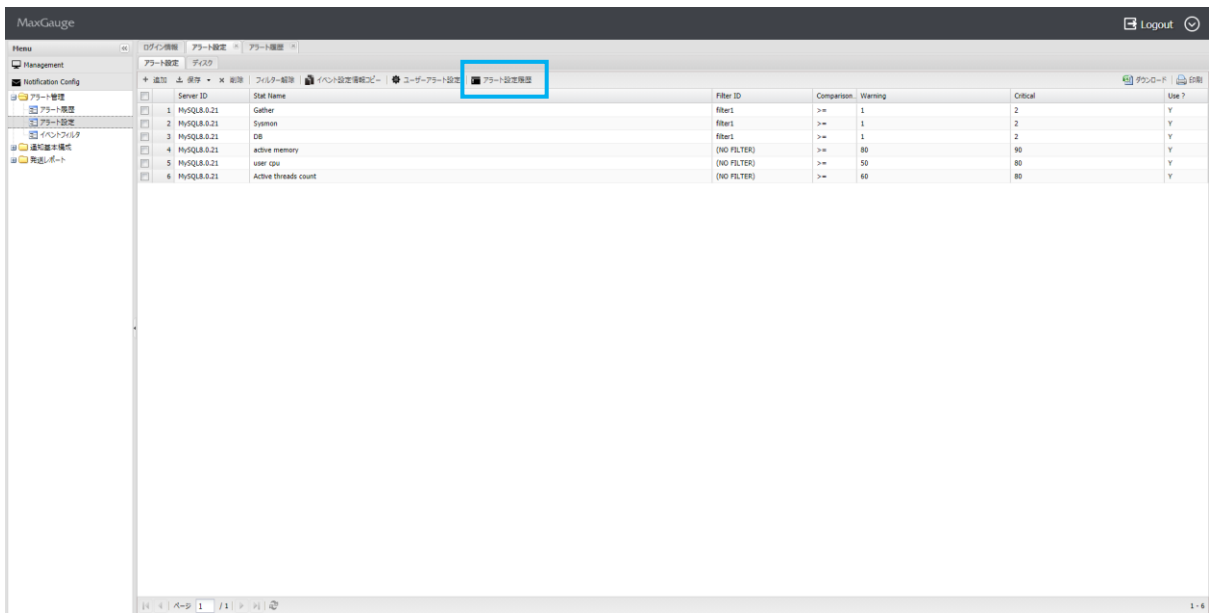 MaxGauge
Logout
Menu
ログイン情報 アラート設定 アラート履歴
Management
アラート設定 ディスク
Notification Config
+ 追加 保存 × 削除 フィルター解除 イベント設定情報コピー ユーザーアラート設定 アラート設定履歴 ダウンロード 印刷
アラート管理
アラート履歴
アラート設定
イベントフィルタ
通知基本構成
発送レポート
Server ID Stat Name Filter ID Comparison. Warning Critical Use ?
1 MySQL8.0.21 Gather filter1 >= 1 2 Y
2 MySQL8.0.21 Sysmon filter1 >= 1 2 Y
3 MySQL8.0.21 DB filter1 >= 1 2 Y
4 MySQL8.0.21 active memory (NO FILTER) >= 80 90 Y
5 MySQL8.0.21 user cpu (NO FILTER) >= 50 80 Y
6 MySQL8.0.21 Active threads count (NO FILTER) >= 60 80 Y
ページ 1 / 1
1 - 6